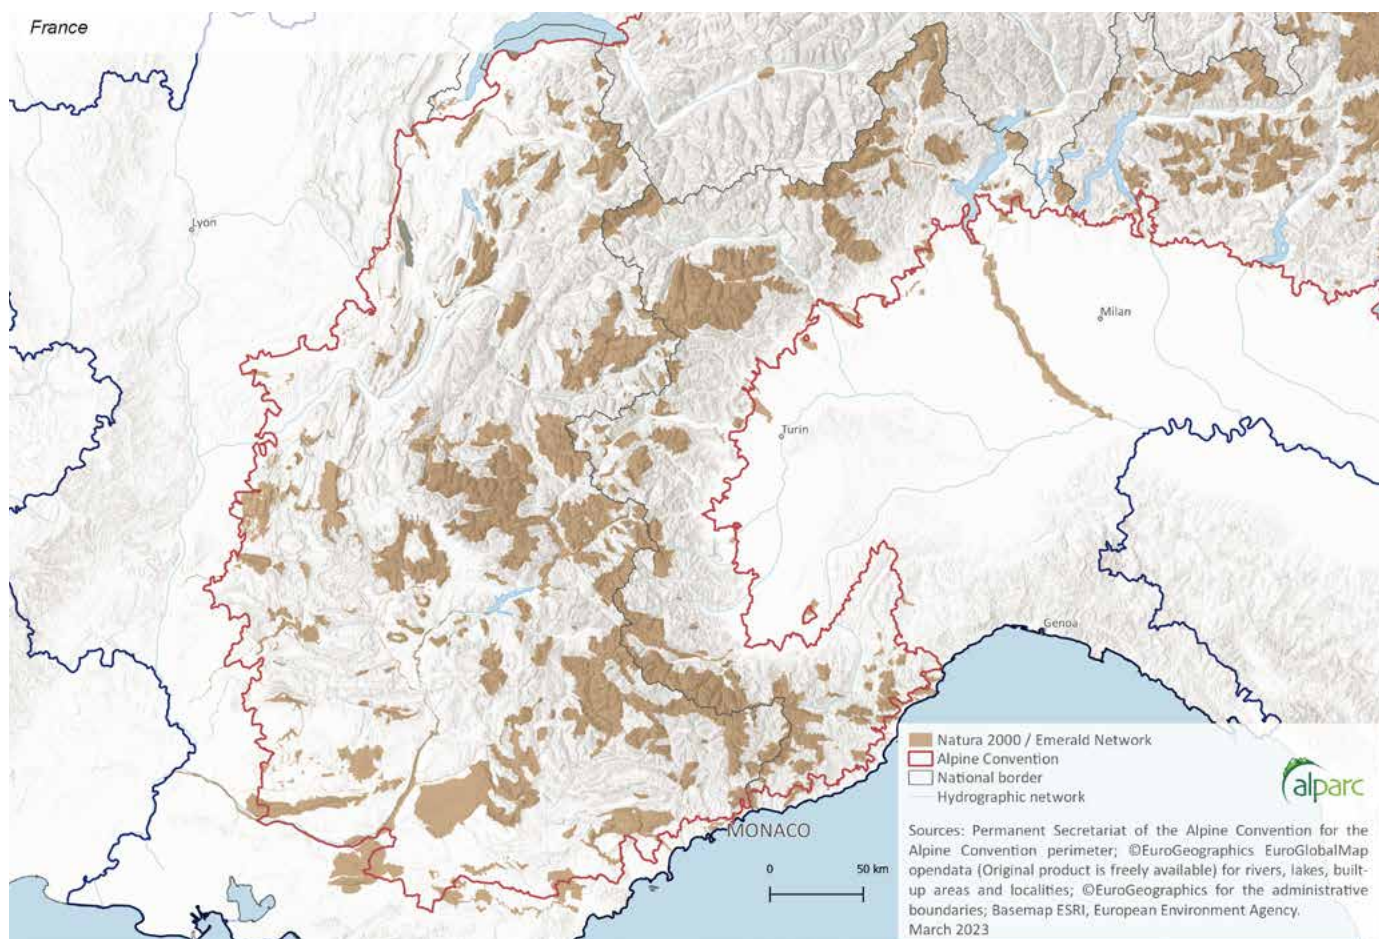 France
Lyon
Milan
Turin
Genoa
MONACO
0 50 km
Natura 2000 / Emerald Network
Alpine Convention
National border
Hydrographic network
alparc
Sources: Permanent Secretariat of the Alpine Convention for the
Alpine Convention perimeter; ©EuroGeographics EuroGlobalMap
opendata (Original product is freely available) for rivers, lakes, built-
up areas and localities; ©EuroGeographics for the administrative
boundaries; Basemap ESRI, European Environment Agency.
March 2023